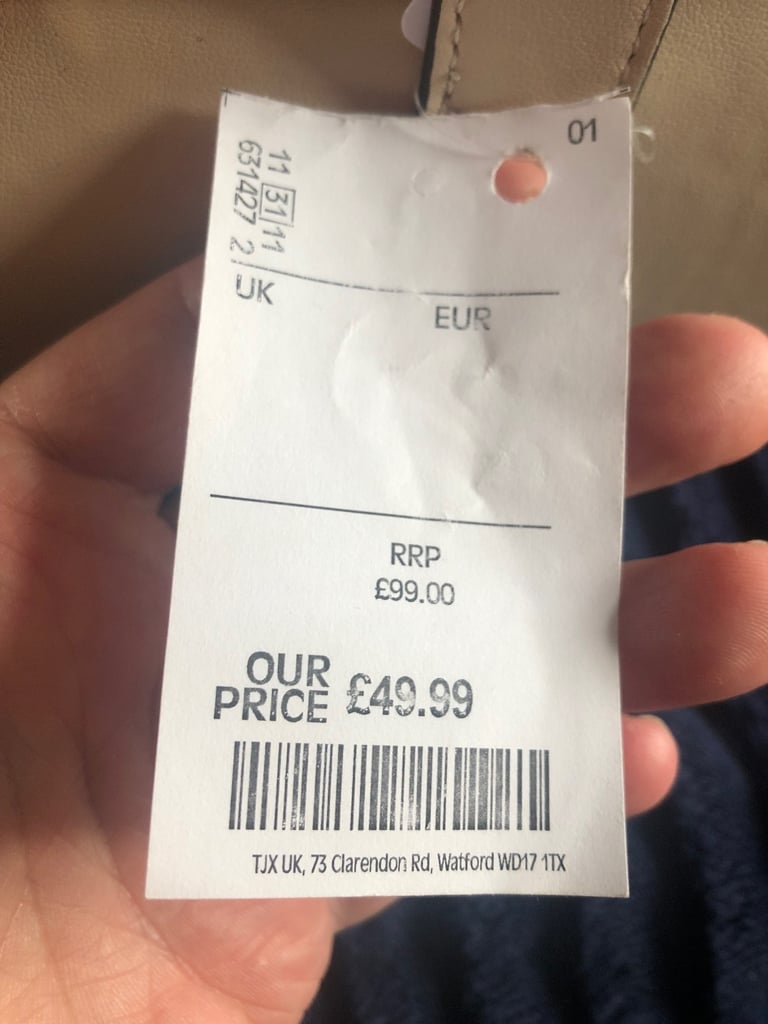 01
11 31 11
631427 2
UK
EUR
RRP
£99.00
OUR
PRICE £49.99
TJX UK, 73 Clarendon Rd, Watford WD17 1TX